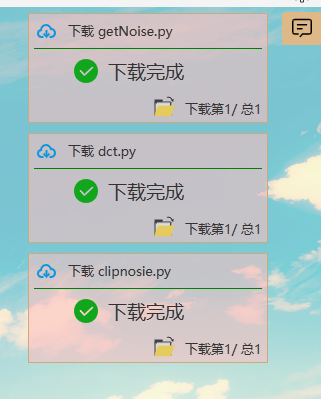 下载 getNoise.py
下载完成
下载第1/ 总1
下载 dct.py
下载完成
下载第1/ 总1
下载 clipnosie.py
下载完成
下载第1/ 总1